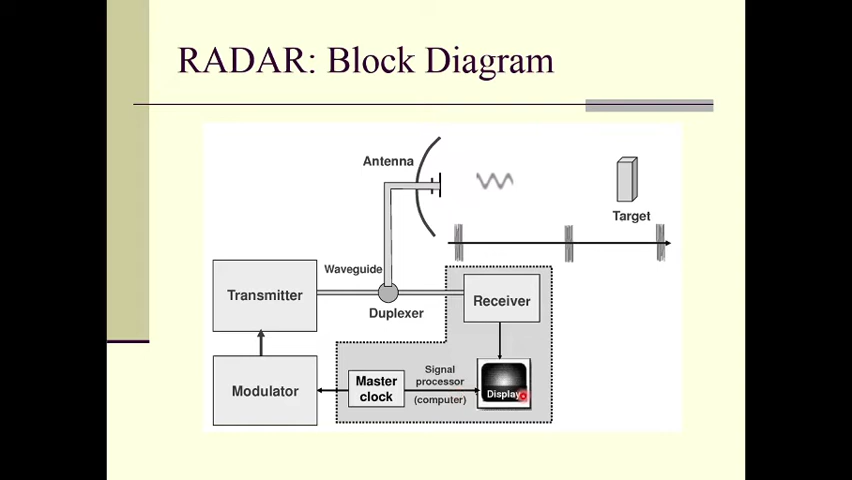 RADAR: Block Diagram
Antenna
Target
Waveguide
Transmitter
Receiver
Duplexer
Signal
processor
(computer)
Master
clock
Modulator
Display